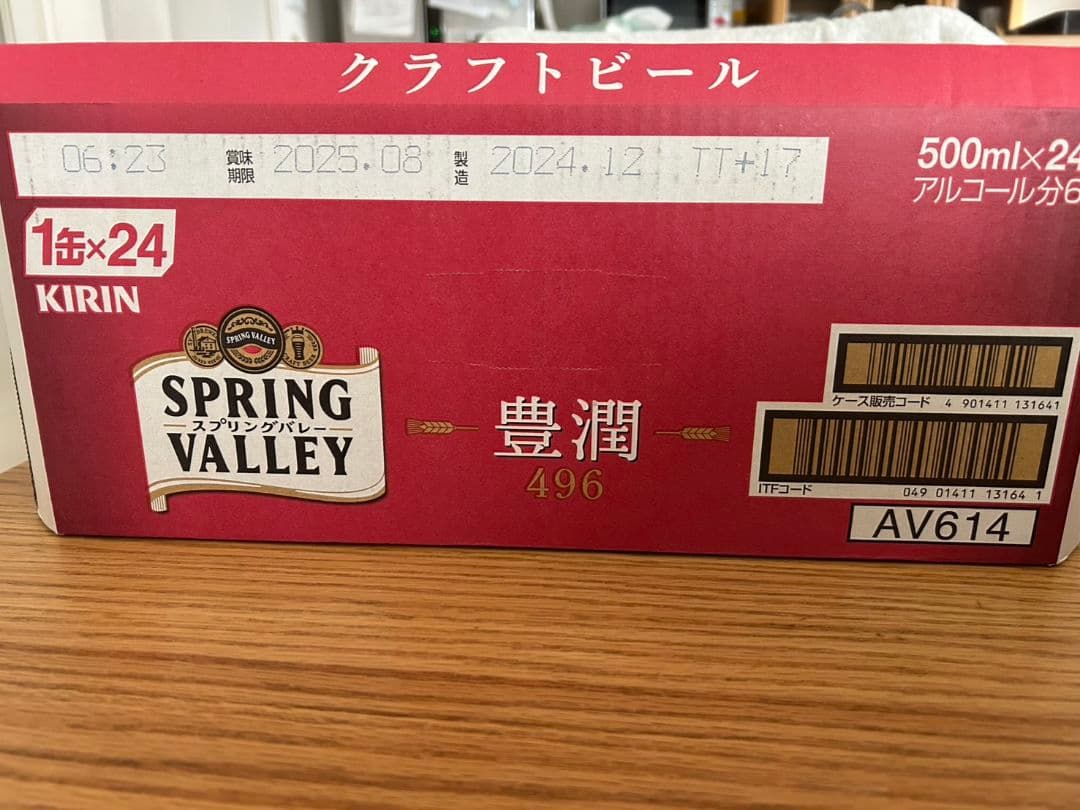 クラフトビール
06:23 賞味期限 2025.08 製造 2024.12 TT+17
500ml×24
アルコール分6
1缶×24
KIRIN
SPRING VALLEY
SPRING
スプリングバレー
VALLEY
豊潤
496
ケース販売コード 4 901411 131641
ITFコード 049 01411 13164 1
AV614